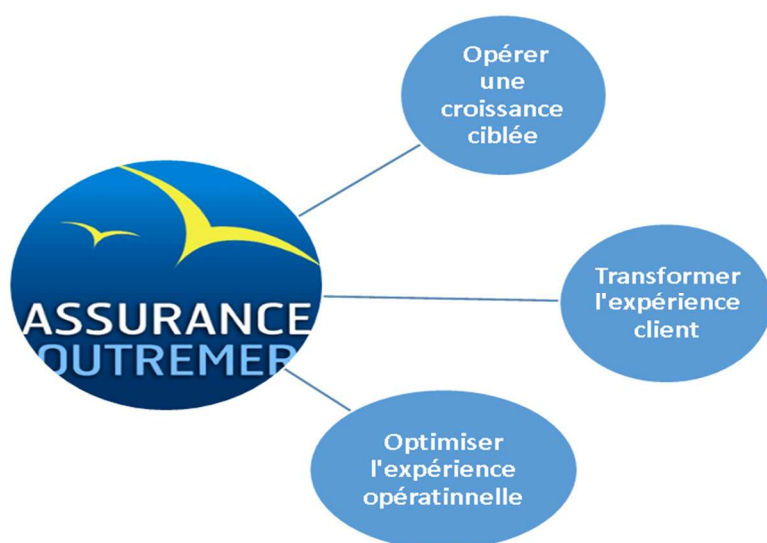 Opérer
une
croissance
ciblée
Transformer
l'expérience
client
ASSURANCE
OUTREMER
Optimiser
l'expérience
opératinnelle